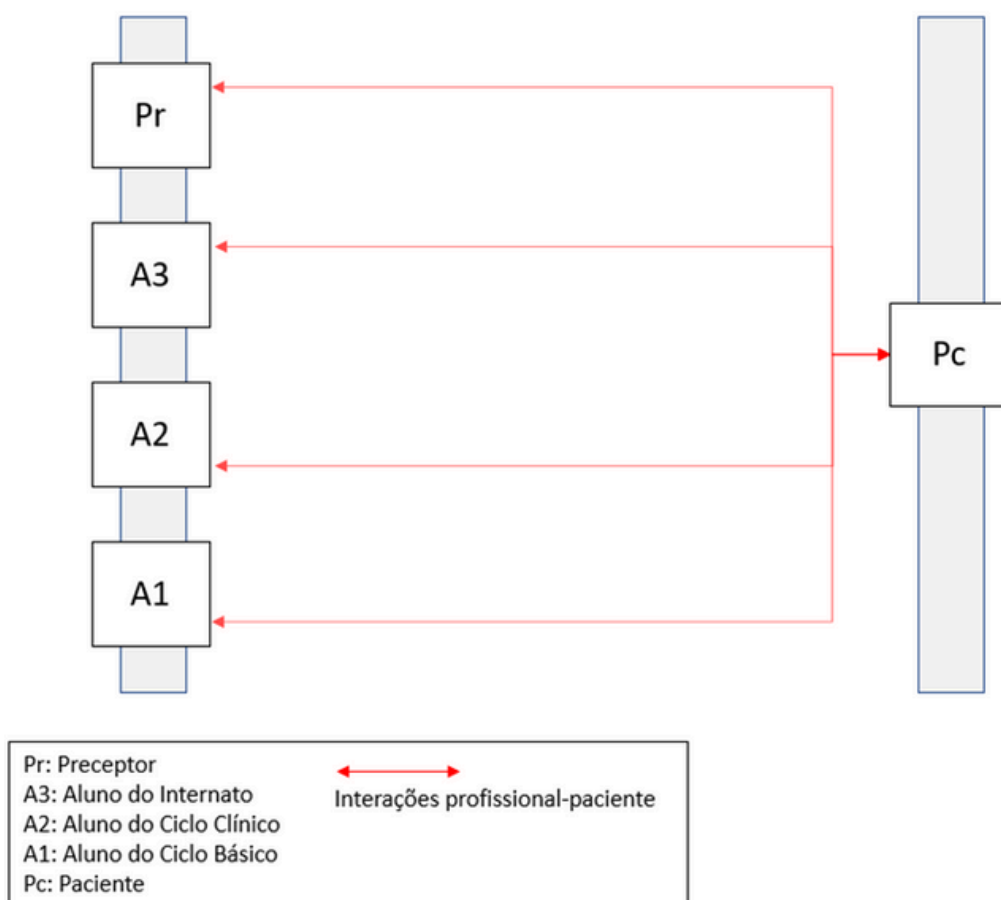 Pr
A3
Pc
A2
A1
Pr: Preceptor
A3: Aluno do Internato
A2: Aluno do Ciclo Clínico
A1: Aluno do Ciclo Básico
Pc: Paciente
Interações profissional-paciente